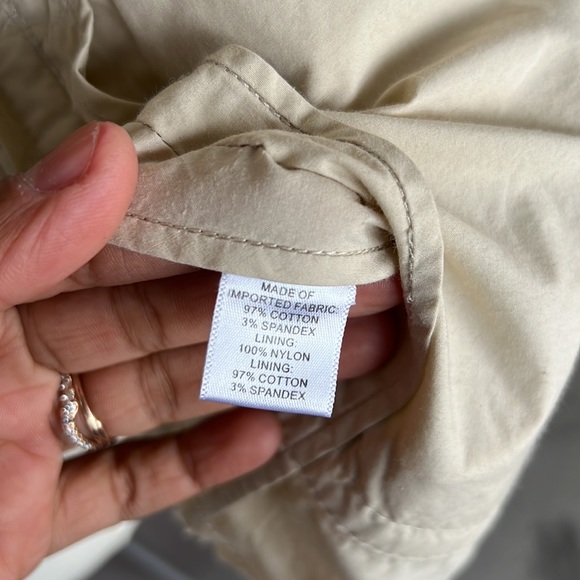 MADE OF
IMPORTED FABRIC
97% COTTON
3% SPANDEX
LINING:
100% NYLON
LINING:
97% COTTON
3% SPANDEX